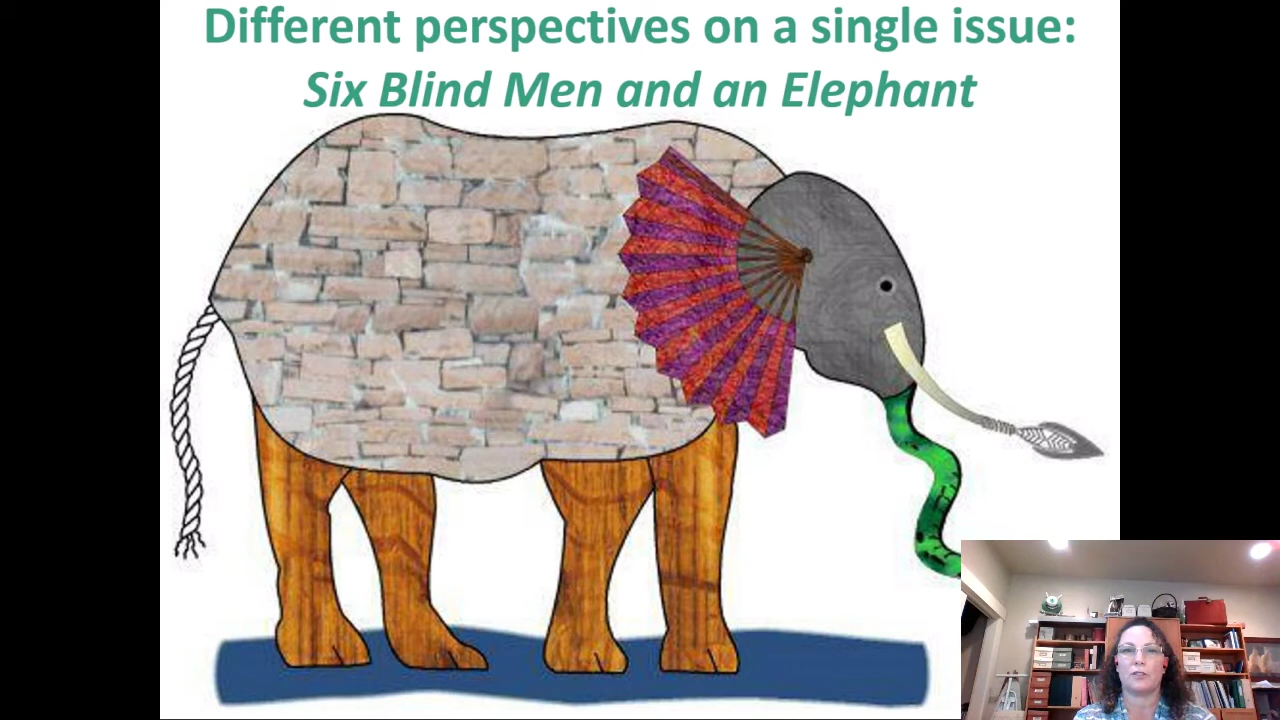 Different perspectives on a single issue:
Six Blind Men and an Elephant